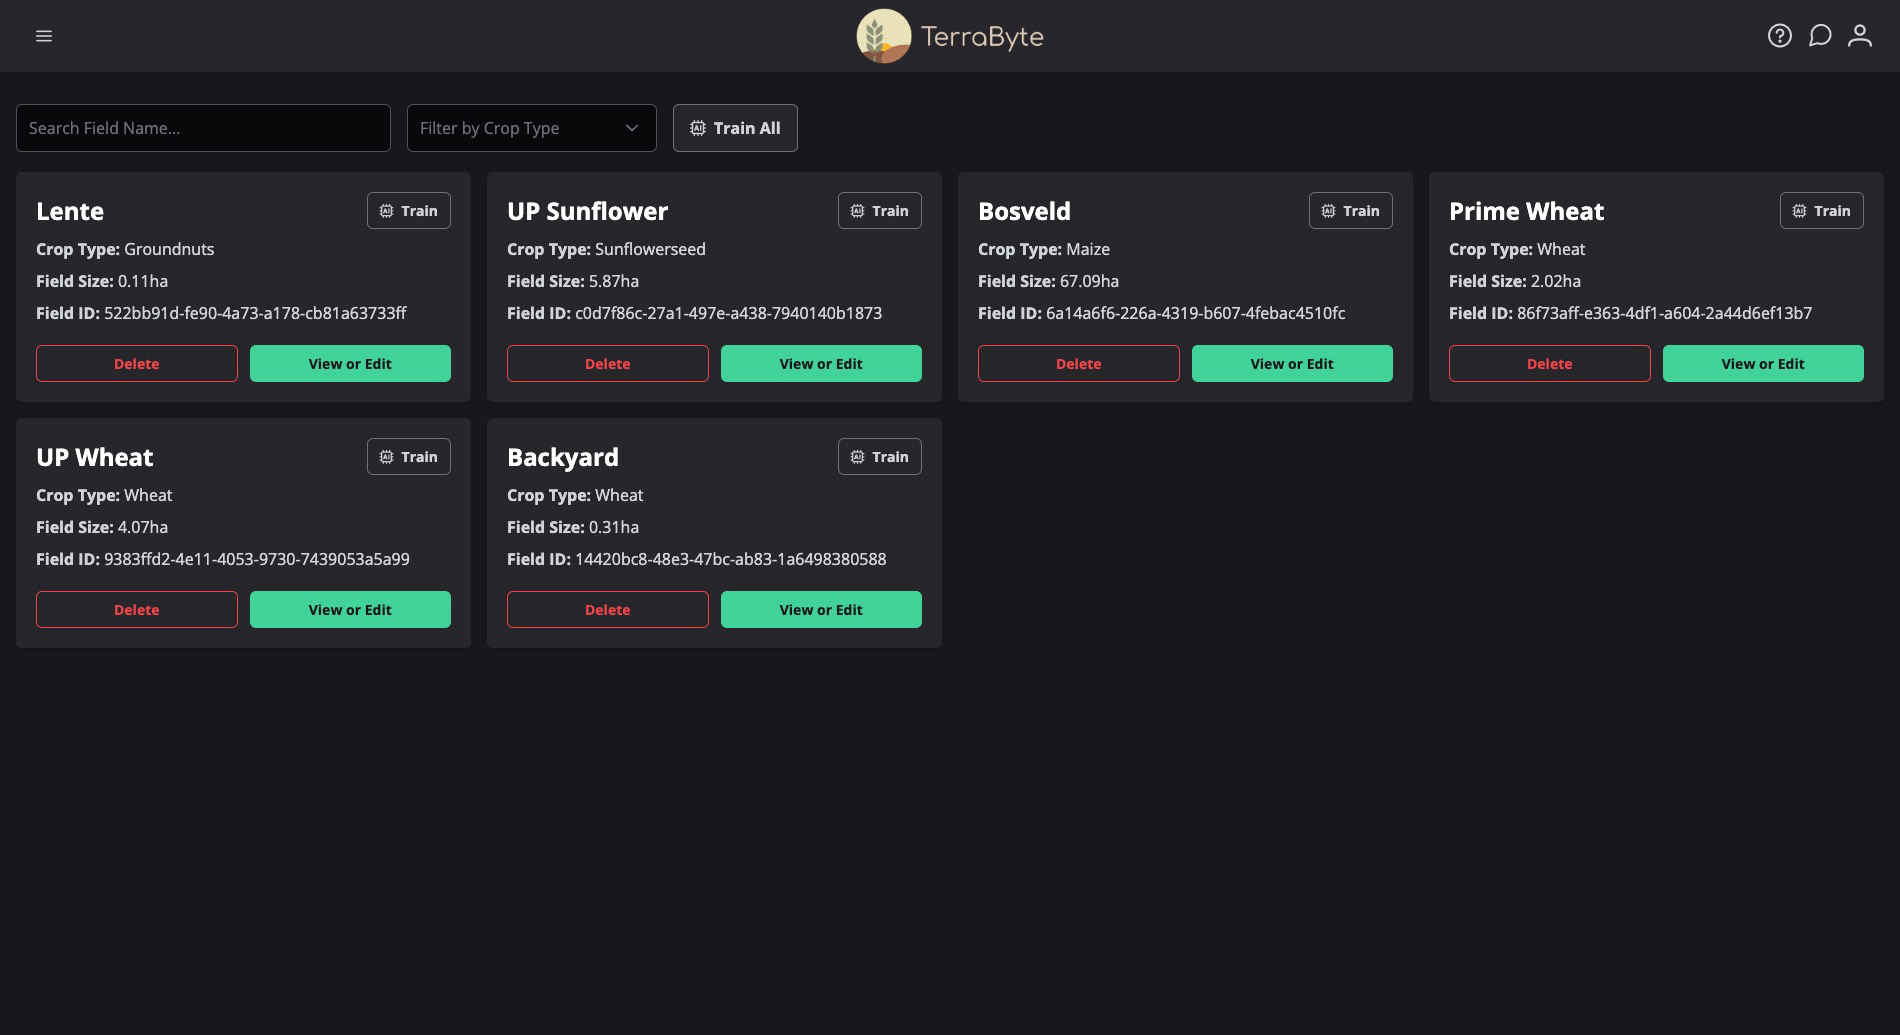 TerraByte
Search Field Name...
Filter by Crop Type
AI Train All
Lente
AI Train
Crop Type: Groundnuts
Field Size: 0.11ha
Field ID: 522bb91d-fe90-4a73-a178-cb81a63733ff
Delete
View or Edit
UP Sunflower
AI Train
Crop Type: Sunflowerseed
Field Size: 5.87ha
Field ID: c0d7f86c-27a1-497e-a438-7940140b1873
Delete
View or Edit
Bosveld
AI Train
Crop Type: Maize
Field Size: 67.09ha
Field ID: 6a14a6f6-226a-4319-b607-4febac4510fc
Delete
View or Edit
Prime Wheat
AI Train
Crop Type: Wheat
Field Size: 2.02ha
Field ID: 86f73aff-e363-4df1-a604-2a44d6ef13b7
Delete
View or Edit
UP Wheat
AI Train
Crop Type: Wheat
Field Size: 4.07ha
Field ID: 9383ffd2-4e11-4053-9730-7439053a5a99
Delete
View or Edit
Backyard
AI Train
Crop Type: Wheat
Field Size: 0.31ha
Field ID: 14420bc8-48e3-47bc-ab83-1a6498380588
Delete
View or Edit